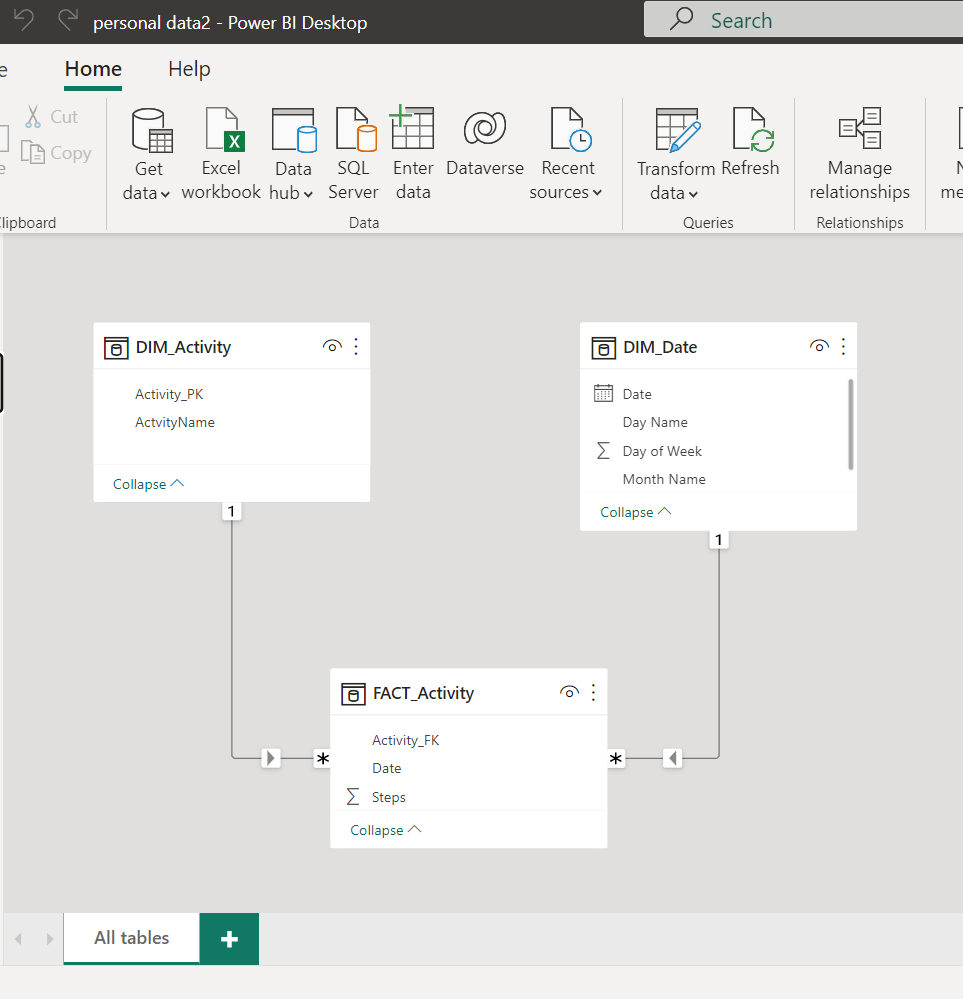 personal data2 - Power BI Desktop
Search
Home Help
Cut
Copy
Get data
Excel workbook
Data hub
SQL Server
Enter data
Dataverse
Recent sources
Transform data
Refresh
Manage relationships
Data
Queries
Relationships
DIM_Activity
Activity_PK
ActvityName
Collapse
1
DIM_Date
Date
Day Name
Day of Week
Month Name
Collapse
1
FACT_Activity
Activity_FK
Date
Steps
Collapse
*
*
All tables